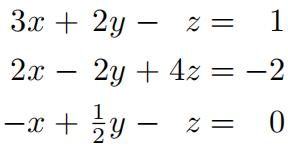 3x + 2y − z = 1
2x − 2y + 4z = −2
−x + ½y − z = 0